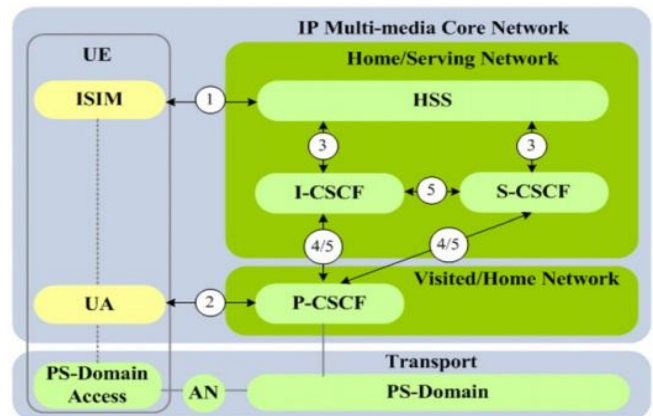 IP Multi-media Core Network
UE
Home/Serving Network
ISIM
1
HSS
3
3
I-CSCF
5
S-CSCF
4/5
4/5
Visited/Home Network
UA
2
P-CSCF
Transport
PS-Domain
Access
AN
PS-Domain